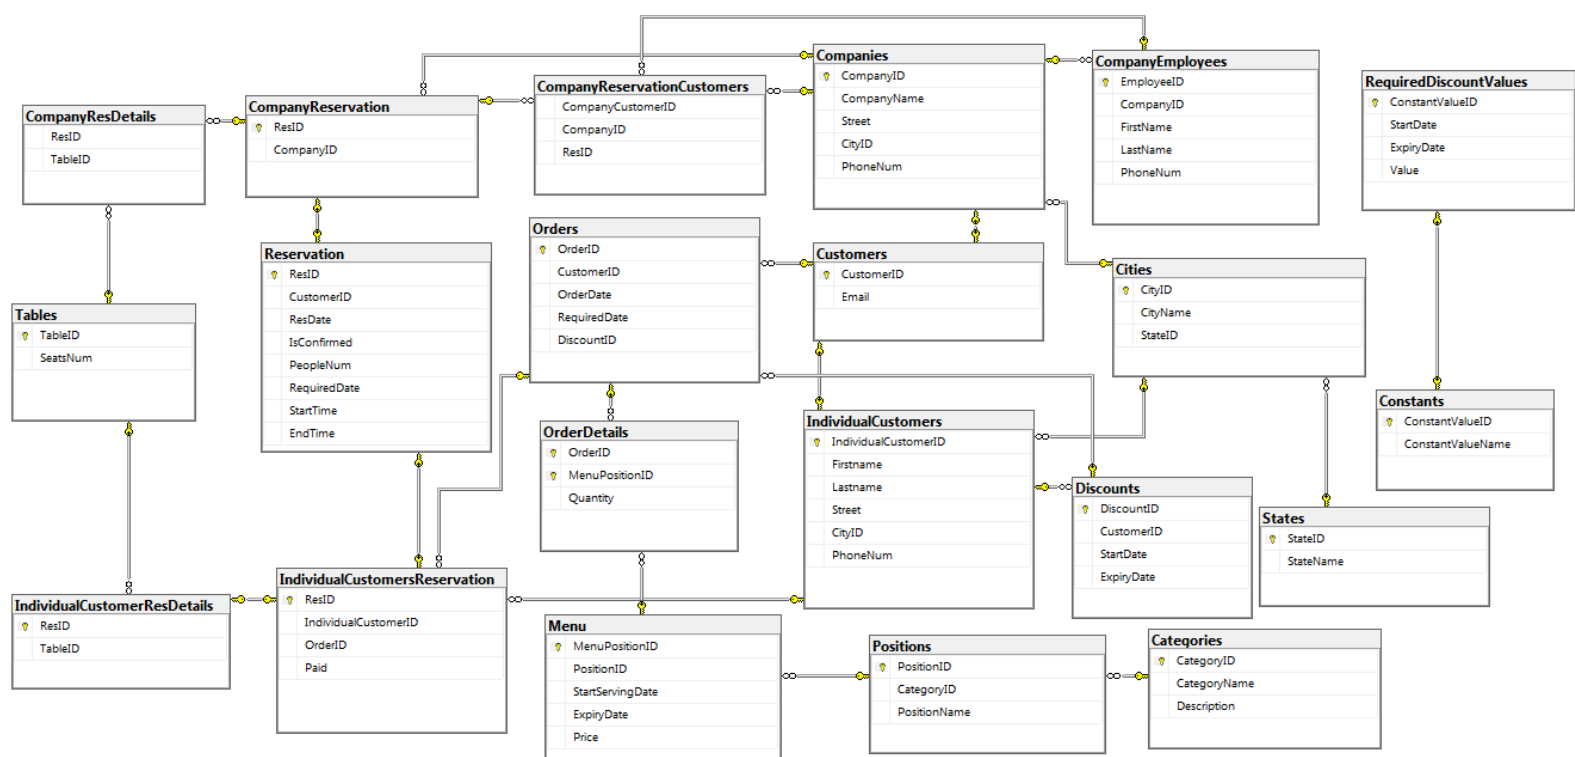 CompanyResDetails
ResID
TableID
CompanyReservation
ResID
CompanyID
CompanyReservationCustomers
CompanyCustomerID
CompanyID
ResID
Companies
CompanyID
CompanyName
Street
CityID
PhoneNum
CompanyEmployees
EmployeeID
CompanyID
FirstName
LastName
PhoneNum
RequiredDiscountValues
ConstantValueID
StartDate
ExpiryDate
Value
Tables
TableID
SeatsNum
Reservation
ResID
CustomerID
ResDate
IsConfirmed
PeopleNum
RequiredDate
StartTime
EndTime
Orders
OrderID
CustomerID
OrderDate
RequiredDate
DiscountID
Customers
CustomerID
Email
Cities
CityID
CityName
StateID
Constants
ConstantValueID
ConstantValueName
OrderDetails
OrderID
MenuPositionID
Quantity
IndividualCustomers
IndividualCustomerID
Firstname
Lastname
Street
CityID
PhoneNum
Discounts
DiscountID
CustomerID
StartDate
ExpiryDate
States
StateID
StateName
IndividualCustomerResDetails
ResID
TableID
IndividualCustomersReservation
ResID
IndividualCustomerID
OrderID
Paid
Menu
MenuPositionID
PositionID
StartServingDate
ExpiryDate
Price
Positions
PositionID
CategoryID
PositionName
Categories
CategoryID
CategoryName
Description